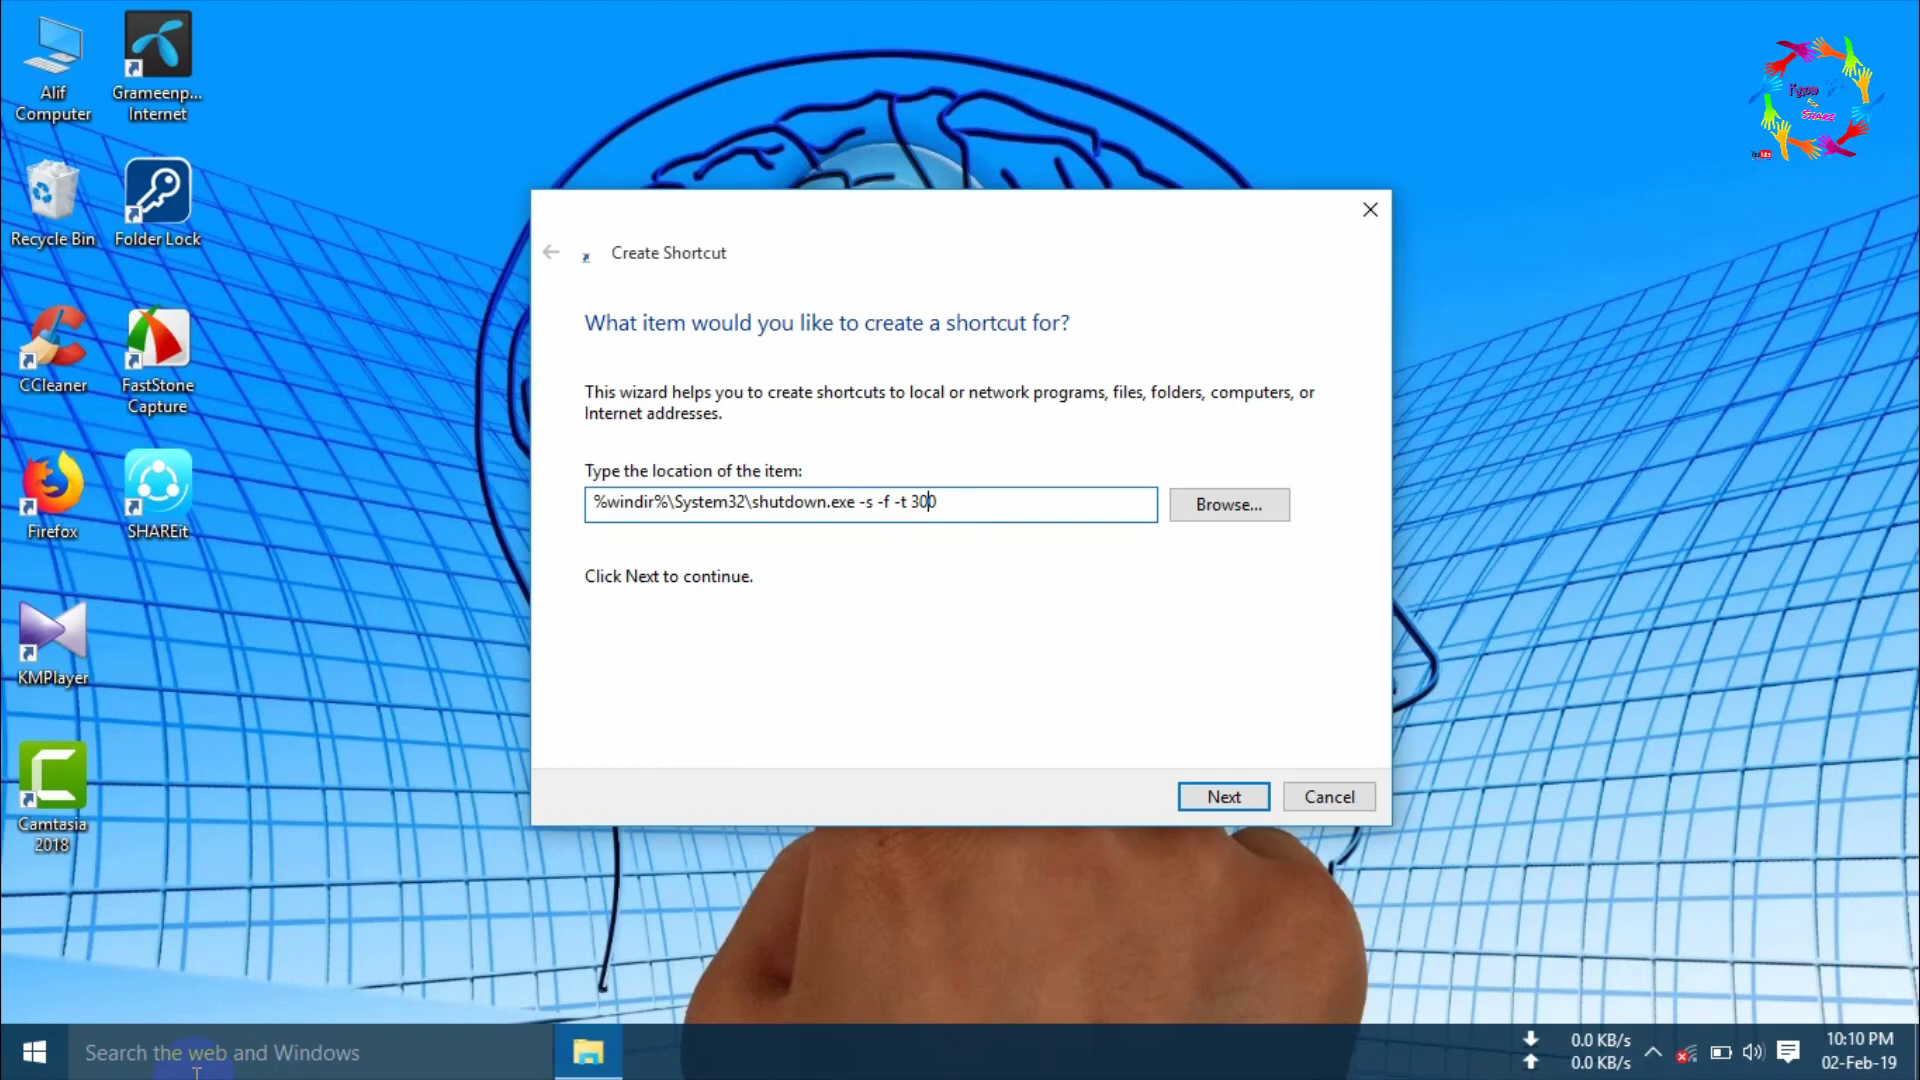 Alif
Computer
Grameenp...
Internet
Recycle Bin
Folder Lock
CCleaner
FastStone
Capture
Firefox
SHAREit
KMPlayer
Camtasia
2018
Know
Share
Create Shortcut
What item would you like to create a shortcut for?
This wizard helps you to create shortcuts to local or network programs, files, folders, computers, or
Internet addresses.
Type the location of the item:
%windir%\System32\shutdown.exe -s -f -t 300
Browse...
Click Next to continue.
Next
Cancel
Search the web and Windows
0.0 KB/s
0.0 KB/s
10:10 PM
02-Feb-19